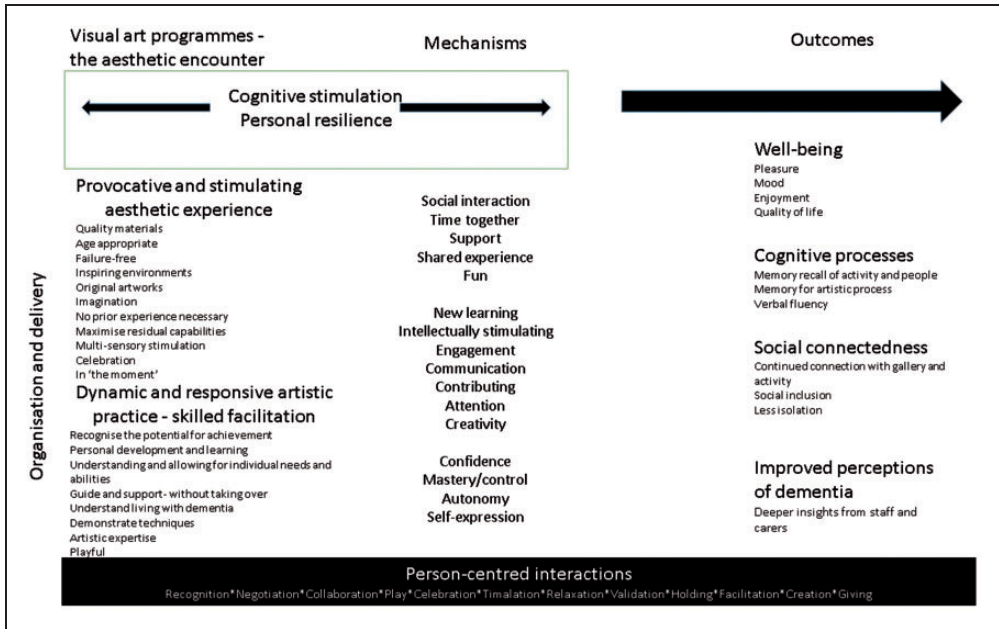 Visual art programmes -
the aesthetic encounter
Mechanisms
Outcomes
Cognitive stimulation
Personal resilience
Organisation and delivery
Provocative and stimulating
aesthetic experience
Quality materials
Age appropriate
Failure-free
Inspiring environments
Original artworks
Imagination
No prior experience necessary
Maximise residual capabilities
Multi-sensory stimulation
Celebration
In 'the moment'
Dynamic and responsive artistic
practice - skilled facilitation
Recognise the potential for achievement
Personal development and learning
Understanding and allowing for individual needs and
abilities
Guide and support- without taking over
Understand living with dementia
Demonstrate techniques
Artistic expertise
Playful
Social interaction
Time together
Support
Shared experience
Fun
New learning
Intellectually stimulating
Engagement
Communication
Contributing
Attention
Creativity
Confidence
Mastery/control
Autonomy
Self-expression
Well-being
Pleasure
Mood
Enjoyment
Quality of life
Cognitive processes
Memory recall of activity and people
Memory for artistic process
Verbal fluency
Social connectedness
Continued connection with gallery and
activity
Social inclusion
Less isolation
Improved perceptions
of dementia
Deeper insights from staff and
carers
Person-centred interactions
Recognition*Negotiation*Collaboration*Play*Celebration*Timalation*Relaxation*Validation*Holding*Facilitation*Creation*Giving